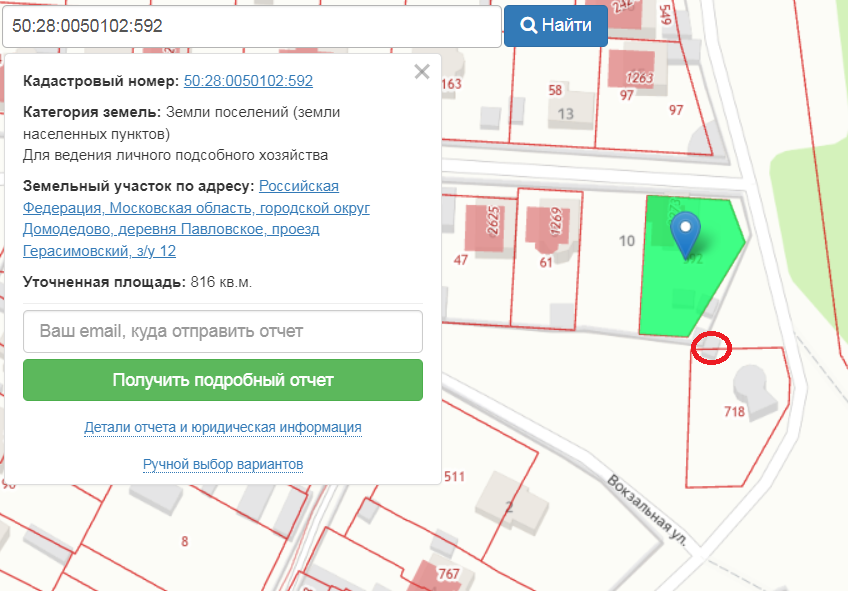 50:28:0050102:592
Найти
Кадастровый номер: 50:28:0050102:592
Категория земель: Земли поселений (земли
населенных пунктов)
Для ведения личного подсобного хозяйства
Земельный участок по адресу: Российская
Федерация, Московская область, городской округ
Домодедово, деревня Павловское, проезд
Герасимовский, з/у 12
Уточненная площадь: 816 кв.м.
Ваш email, куда отправить отчет
Получить подробный отчет
Детали отчета и юридическая информация
Ручной выбор вариантов
549
163
58
13
1263
97
97
2625
47
1269
61
10
718
511
2
Вокзальная ул.
8
767